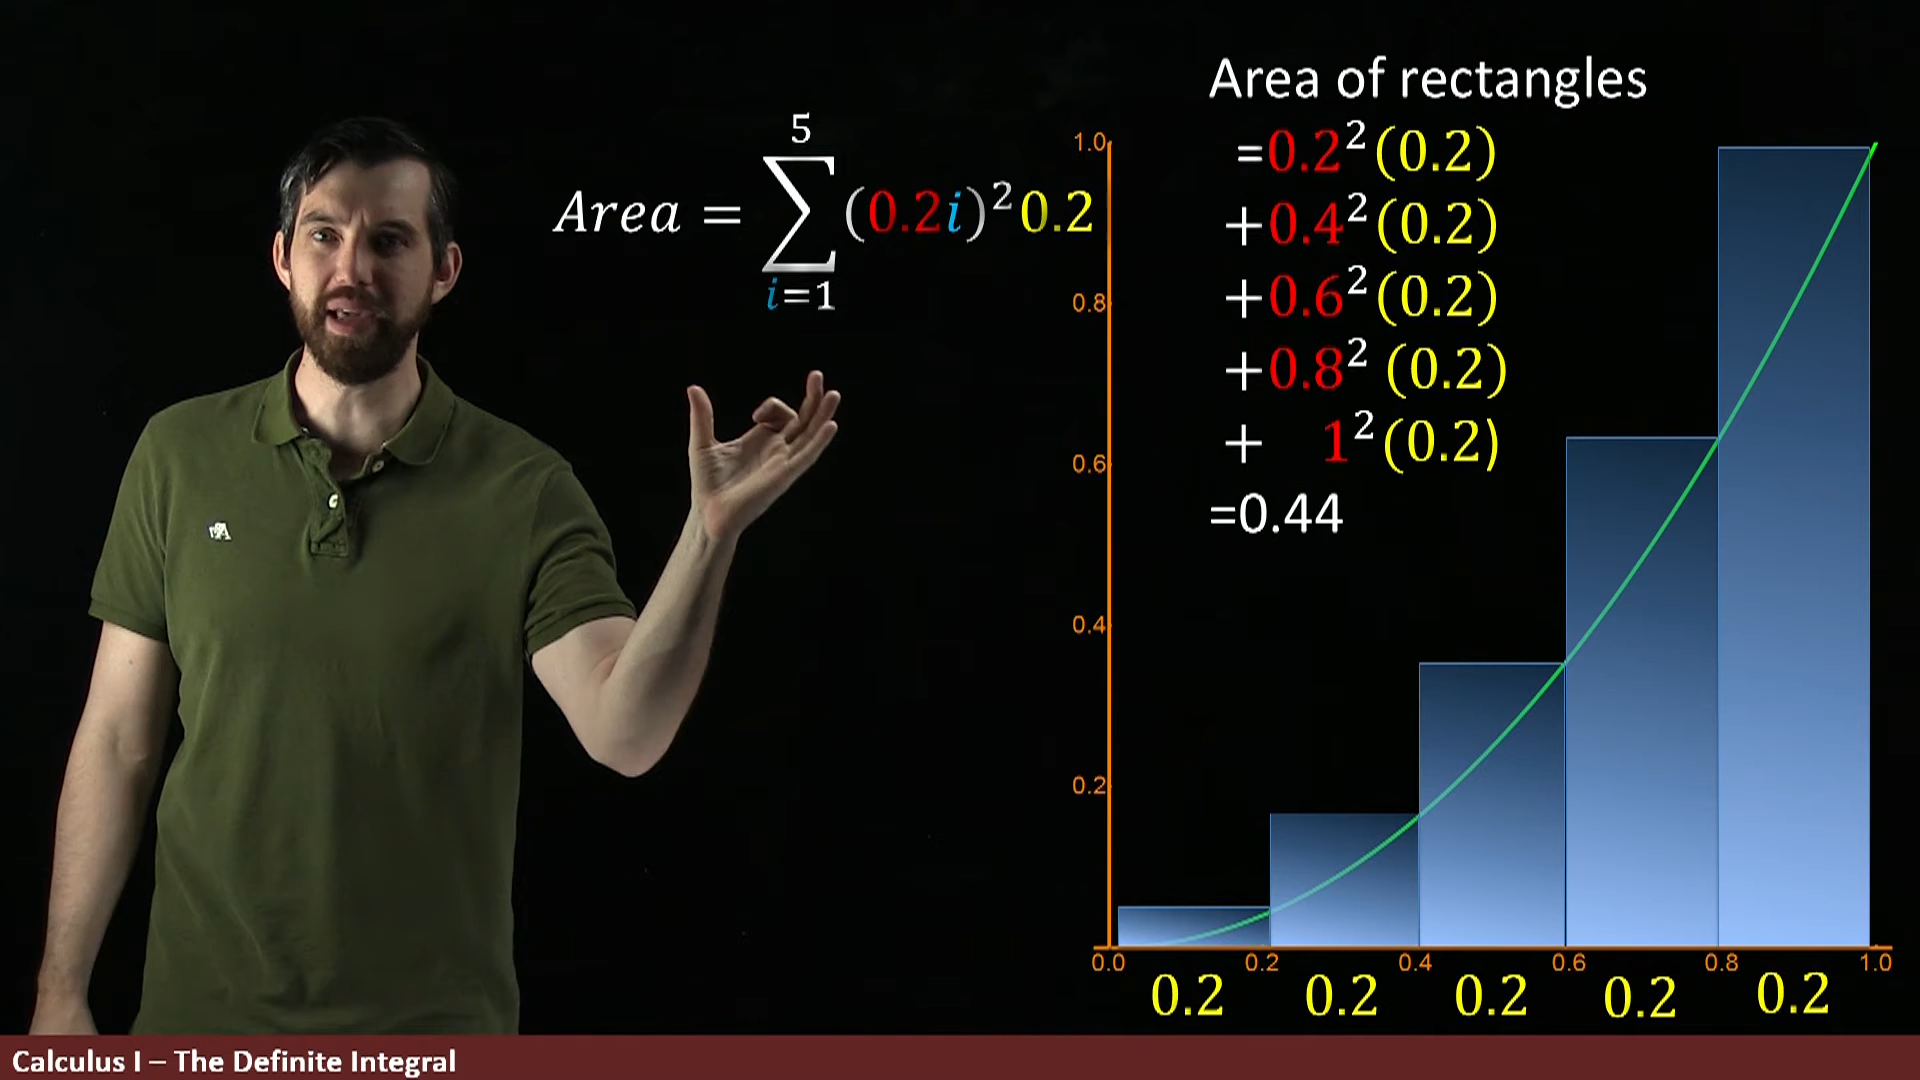 Area of rectangles
=0.2²(0.2)
+0.4²(0.2)
+0.6²(0.2)
+0.8² (0.2)
+ 1²(0.2)
=0.44
5
Area = ∑ (0.2i)²0.2
i=1
1.0
0.8
0.6
0.4
0.2
0.0 0.2 0.4 0.6 0.8 1.0
0.2 0.2 0.2 0.2 0.2
Calculus I – The Definite Integral